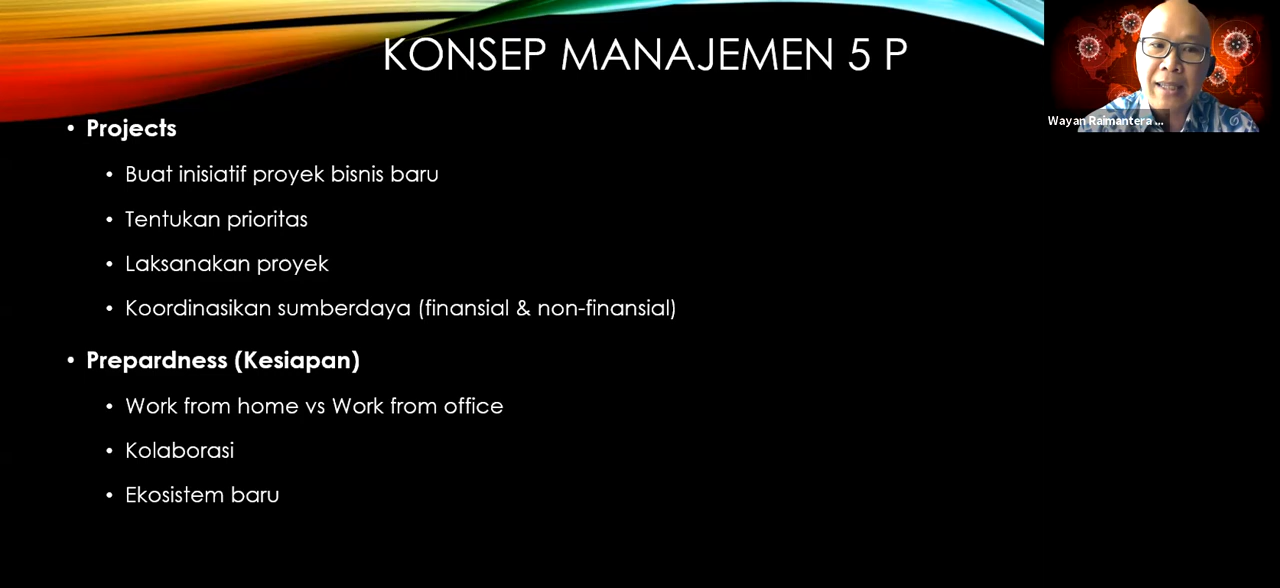 KONSEP MANAJEMEN 5 P
Wayan Raimantera ...
• Projects
• Buat inisiatif proyek bisnis baru
• Tentukan prioritas
• Laksanakan proyek
• Koordinasikan sumberdaya (finansial & non-finansial)
• Prepardness (Kesiapan)
• Work from home vs Work from office
• Kolaborasi
• Ekosistem baru